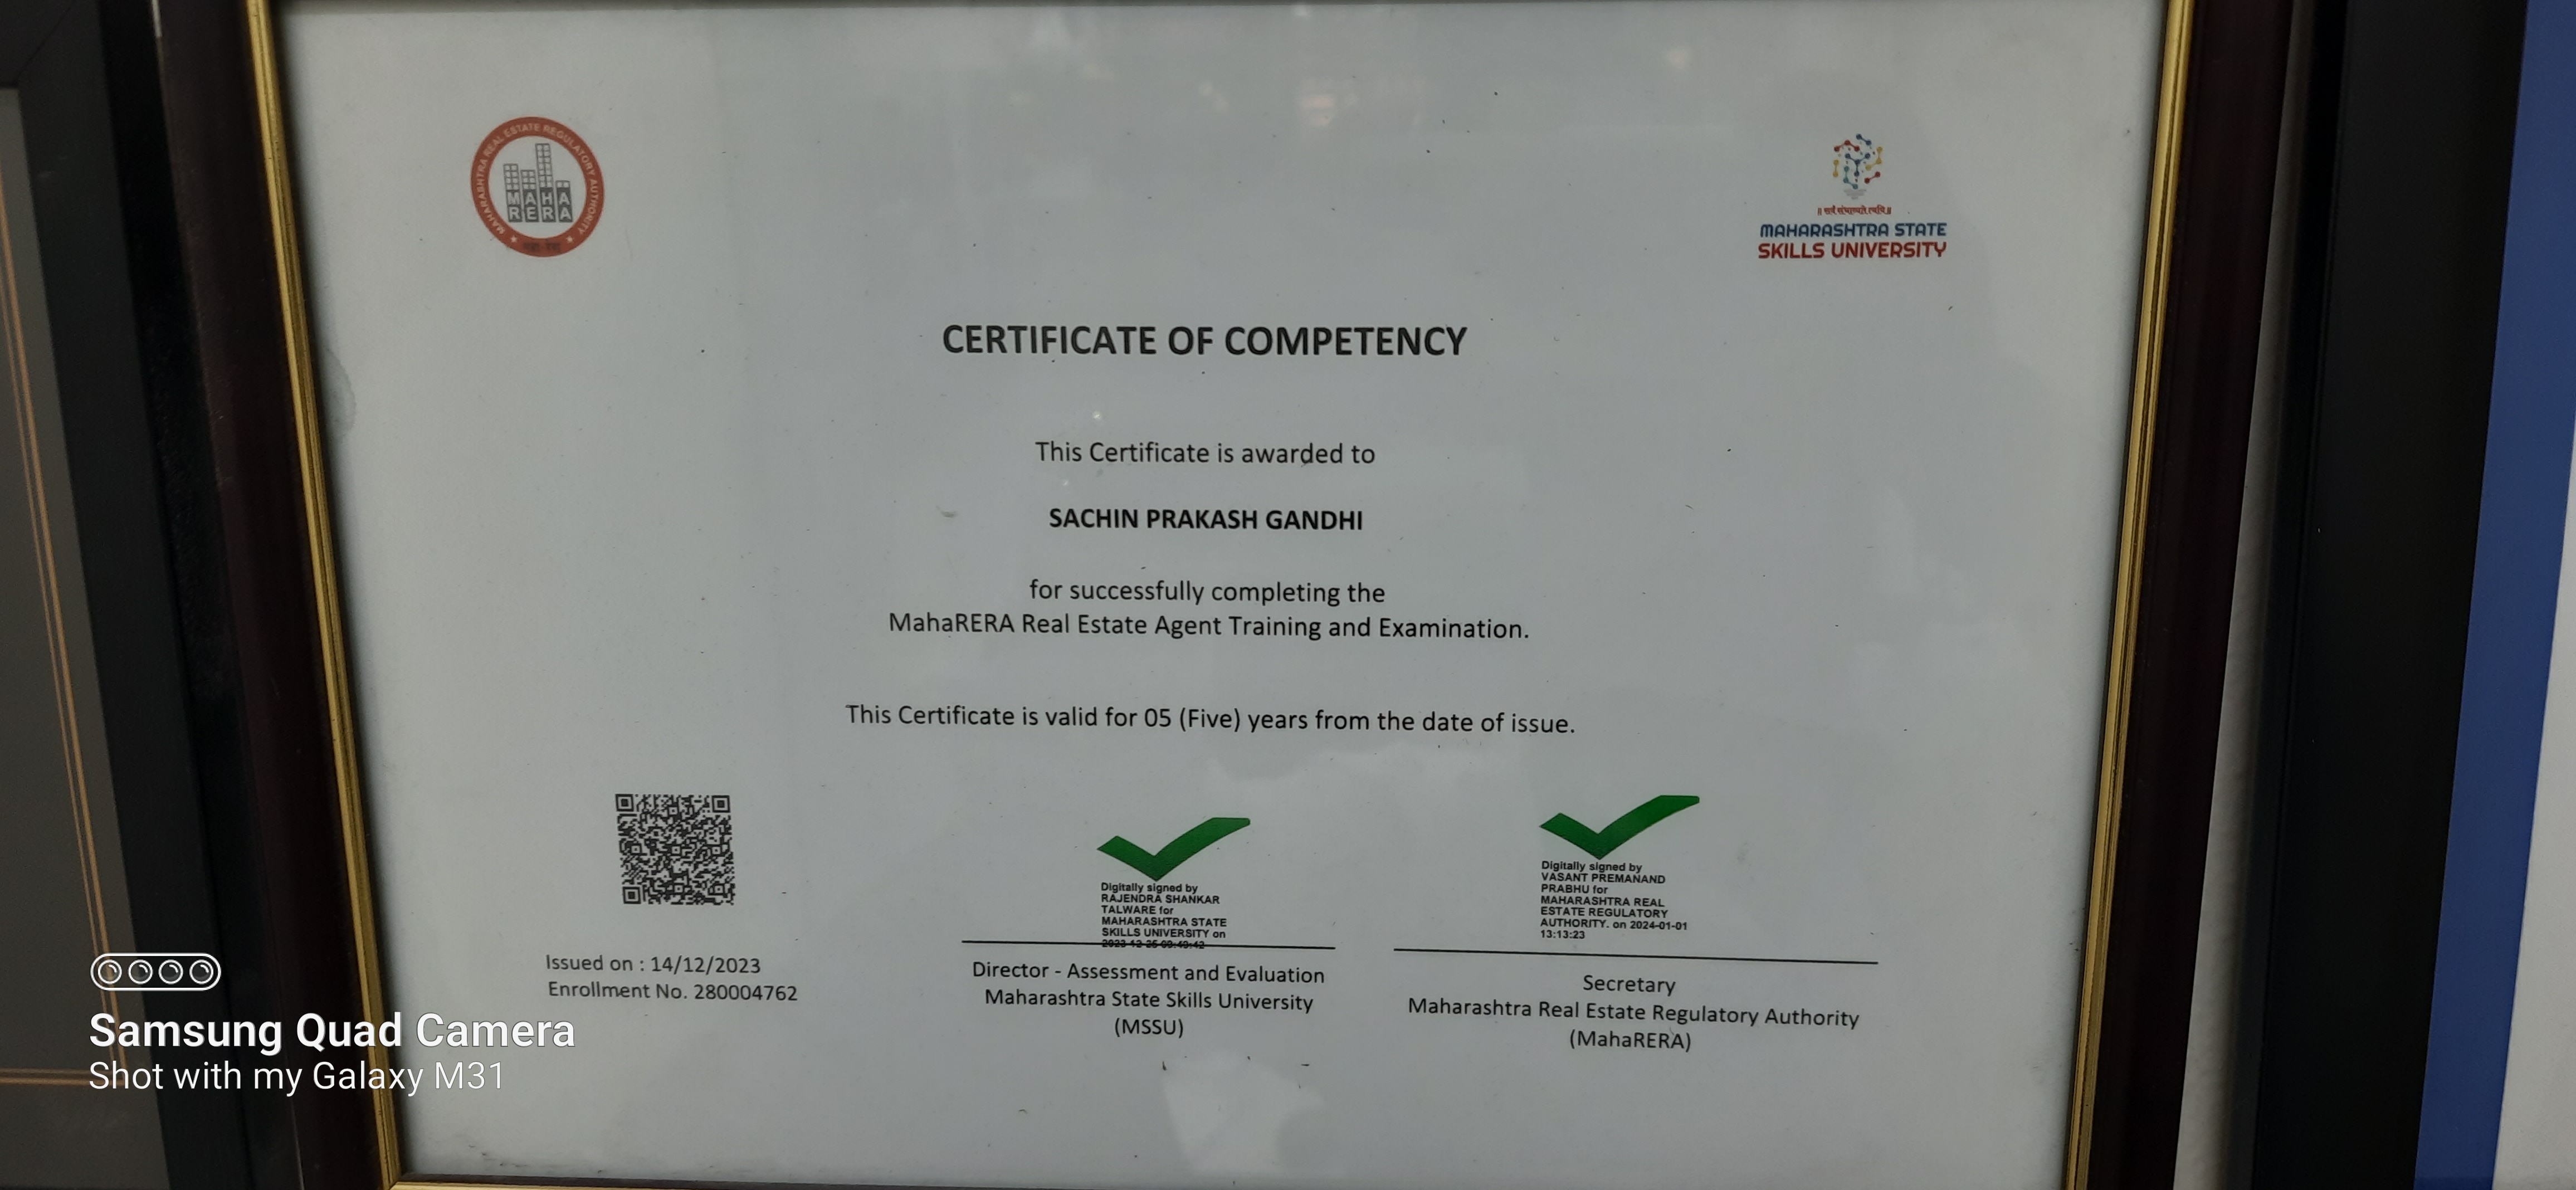 MAHARASHTRA REAL ESTATE REGULATORY AUTHORITY
MAHA
RERA
MAHARASHTRA STATE
SKILLS UNIVERSITY
CERTIFICATE OF COMPETENCY
This Certificate is awarded to
SACHIN PRAKASH GANDHI
for successfully completing the
MahaRERA Real Estate Agent Training and Examination.
This Certificate is valid for 05 (Five) years from the date of issue.
Issued on : 14/12/2023
Enrollment No. 280004762
Digitally signed by
RAJENDRA SHANKAR
TALWARE for
MAHARASHTRA STATE
SKILLS UNIVERSITY on
Director - Assessment and Evaluation
Maharashtra State Skills University
(MSSU)
Digitally signed by
VASANT PREMANAND
PRABHU for
MAHARASHTRA REAL
ESTATE REGULATORY
AUTHORITY. on 2024-01-01
13:13:23
Secretary
Maharashtra Real Estate Regulatory Authority
(MahaRERA)
Samsung Quad Camera
Shot with my Galaxy M31